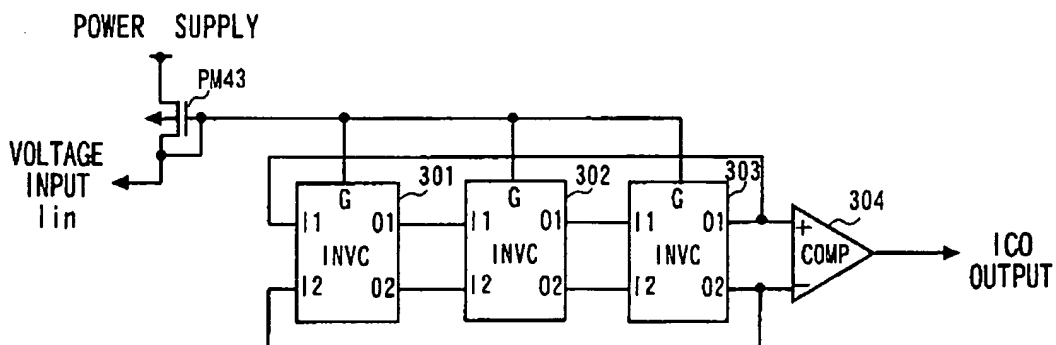 POWER SUPPLY
PM43
VOLTAGE
INPUT
Iin
301
302
303
304
G
G
G
I1
O1
I1
O1
I1
O1
+
INVC
INVC
INVC
COMP
ICO
OUTPUT
I2
O2
I2
O2
I2
O2
−